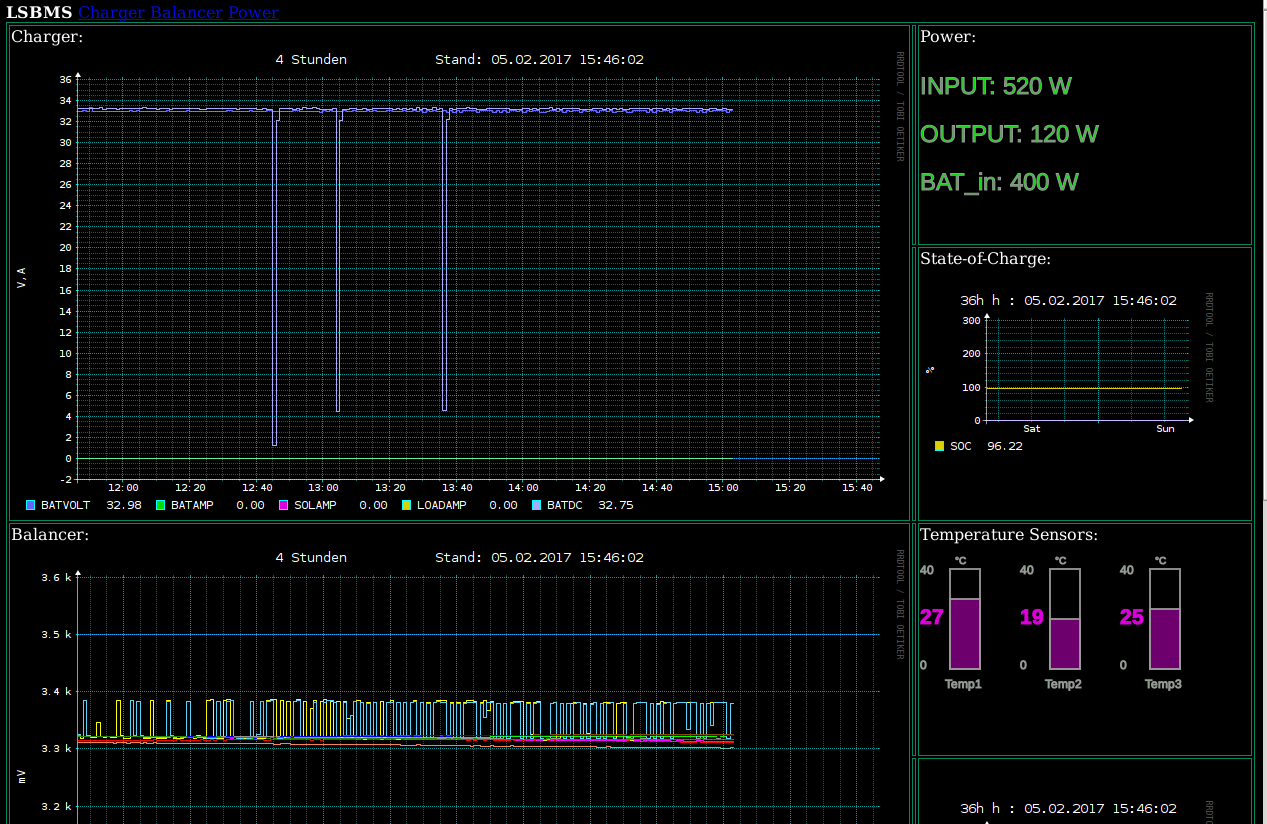 LSBMS Charger Balancer Power
Charger:
4 Stunden Stand: 05.02.2017 15:46:02
RRDTOOL / TOBI OETIKER
V,A
36
34
32
30
28
26
24
22
20
18
16
14
12
10
8
6
4
2
0
-2
12:00 12:20 12:40 13:00 13:20 13:40 14:00 14:20 14:40 15:00 15:20 15:40
BATVOLT 32.98 BATAMP 0.00 SOLAMP 0.00 LOADAMP 0.00 BATDC 32.75
Power:
INPUT: 520 W
OUTPUT: 120 W
BAT_in: 400 W
State-of-Charge:
36h h : 05.02.2017 15:46:02
RRDTOOL / TOBI OETIKER
%
300
200
100
0
Sat Sun
SOC 96.22
Balancer:
4 Stunden Stand: 05.02.2017 15:46:02
RRDTOOL / TOBI OETIKER
mV
3.6 k
3.5 k
3.4 k
3.3 k
3.2 k
Temperature Sensors:
°C °C °C
40 40 40
27 19 25
0 0 0
Temp1 Temp2 Temp3
36h h : 05.02.2017 15:46:02